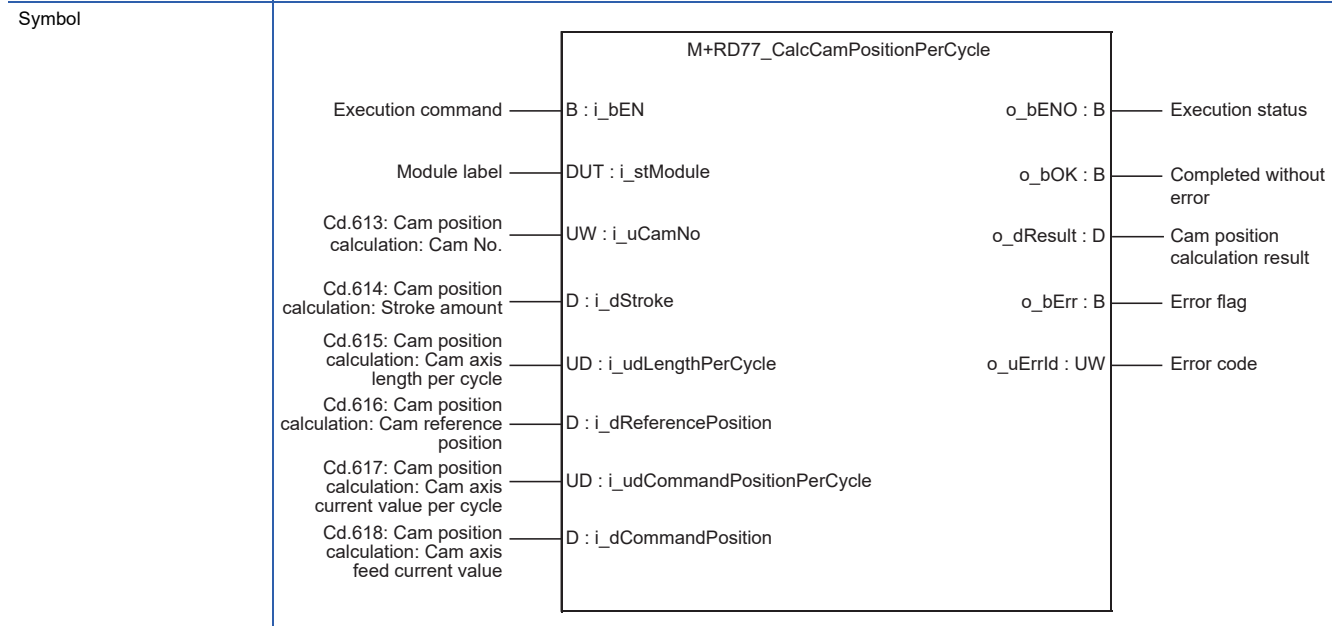 Symbol
M+RD77_CalcCamPositionPerCycle
Execution command
B : i_bEN
o_bENO : B
Execution status
Module label
DUT : i_stModule
o_bOK : B
Completed without
error
Cd.613: Cam position
calculation: Cam No.
UW : i_uCamNo
o_dResult : D
Cam position
calculation result
Cd.614: Cam position
calculation: Stroke amount
D : i_dStroke
o_bErr : B
Error flag
Cd.615: Cam position
calculation: Cam axis
length per cycle
UD : i_udLengthPerCycle
o_uErrId : UW
Error code
Cd.616: Cam position
calculation: Cam reference
position
D : i_dReferencePosition
Cd.617: Cam position
calculation: Cam axis
current value per cycle
UD : i_udCommandPositionPerCycle
Cd.618: Cam position
calculation: Cam axis
feed current value
D : i_dCommandPosition